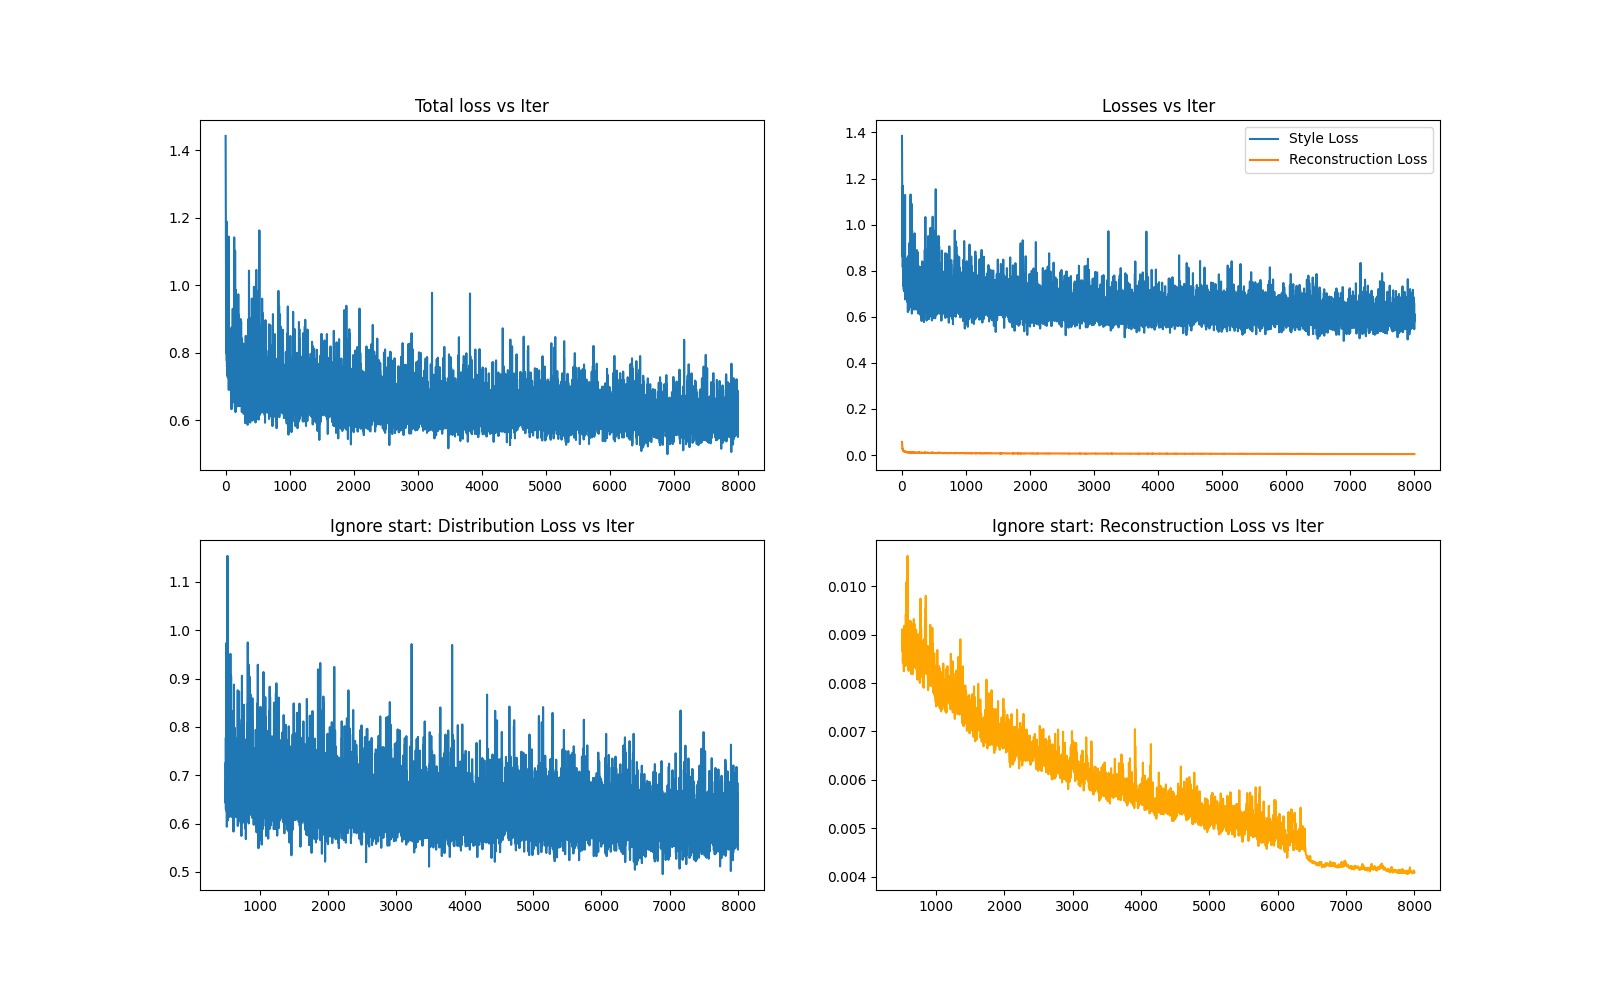 Total loss vs Iter
1.4
1.2
1.0
0.8
0.6
0 1000 2000 3000 4000 5000 6000 7000 8000
Losses vs Iter
Style Loss
Reconstruction Loss
1.4
1.2
1.0
0.8
0.6
0.4
0.2
0.0
0 1000 2000 3000 4000 5000 6000 7000 8000
Ignore start: Distribution Loss vs Iter
1.1
1.0
0.9
0.8
0.7
0.6
0.5
1000 2000 3000 4000 5000 6000 7000 8000
Ignore start: Reconstruction Loss vs Iter
0.010
0.009
0.008
0.007
0.006
0.005
0.004
1000 2000 3000 4000 5000 6000 7000 8000